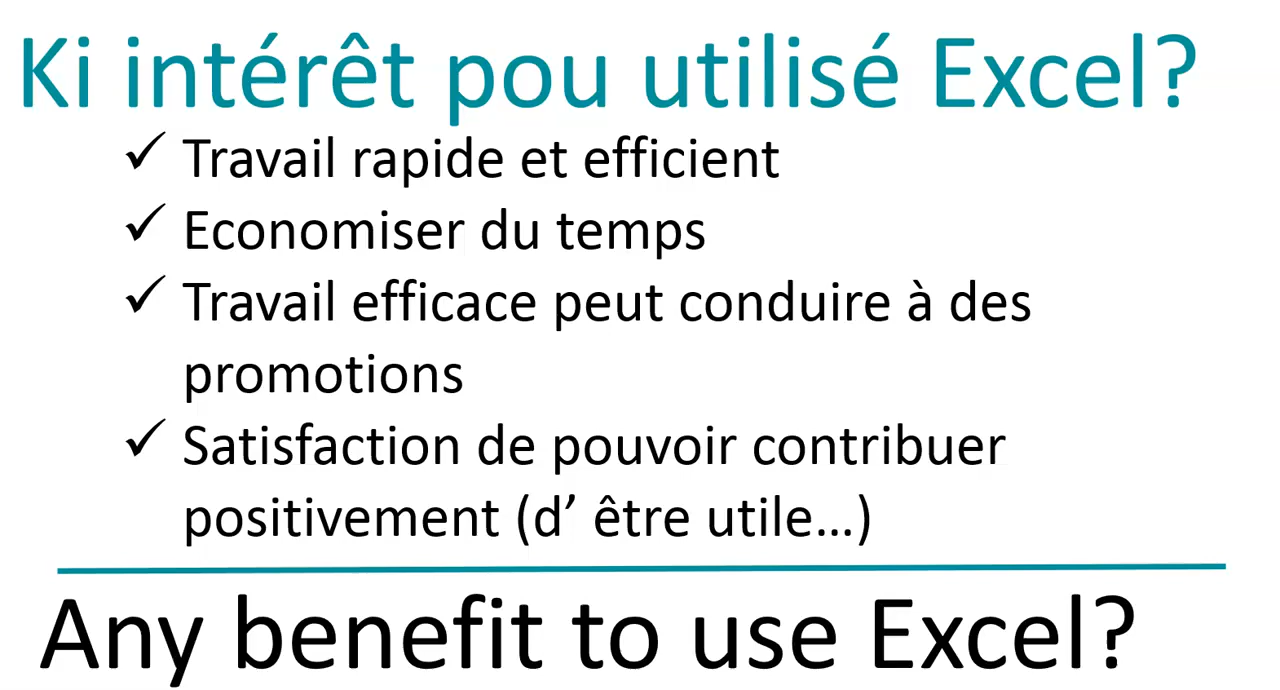 Ki intérêt pou utilisé Excel?
✓ Travail rapide et efficient
✓ Economiser du temps
✓ Travail efficace peut conduire à des
promotions
✓ Satisfaction de pouvoir contribuer
positivement (d’ être utile…)
Any benefit to use Excel?